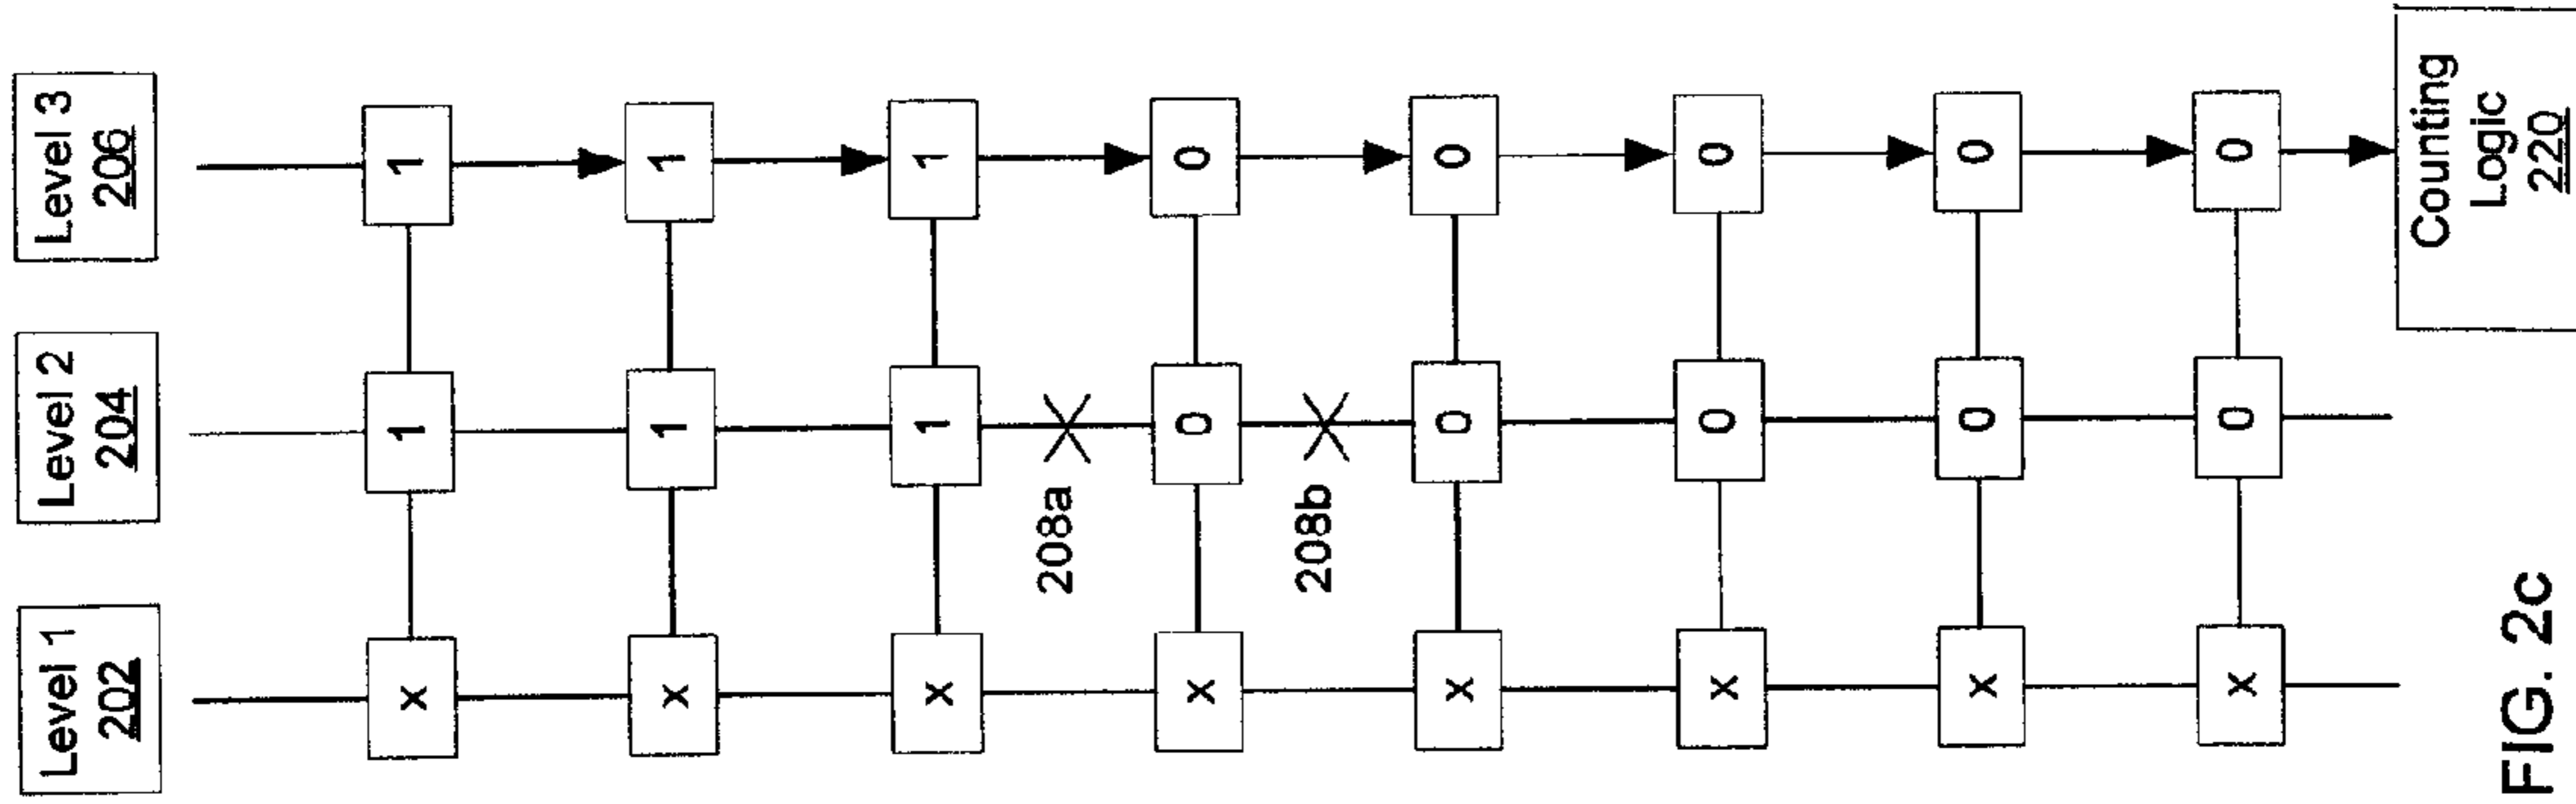 Level 1
202
Level 2
204
Level 3
206
x 1 1
x 1 1
x 1 1
208a
x 0 0
208b
x 0 0
x 0 0
x 0 0
x 0 0
Counting
Logic
220
FIG. 2c